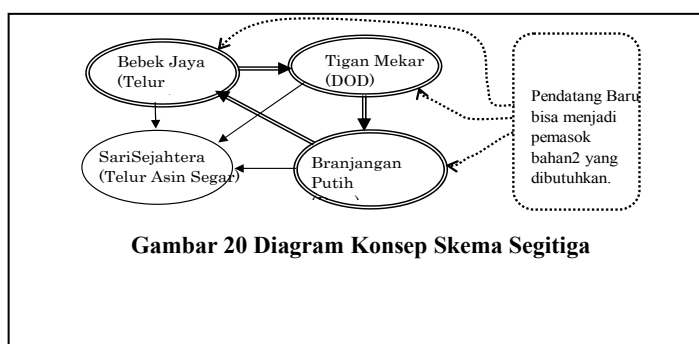 Bebek Jaya
(Telur
Tigan Mekar
(DOD)
Pendatang Baru
bisa menjadi
pemasok
bahan2 yang
dibutuhkan.
SariSejahtera
(Telur Asin Segar)
Branjangan
Putih
Gambar 20 Diagram Konsep Skema Segitiga